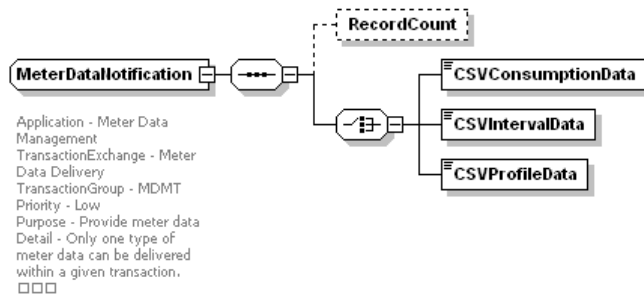 RecordCount
MeterDataNotification
CSVConsumptionData
CSVIntervalData
CSVProfileData
Application - Meter Data
Management
TransactionExchange - Meter
Data Delivery
TransactionGroup - MDMT
Priority - Low
Purpose - Provide meter data
Detail - Only one type of
meter data can be delivered
within a given transaction.
□□□